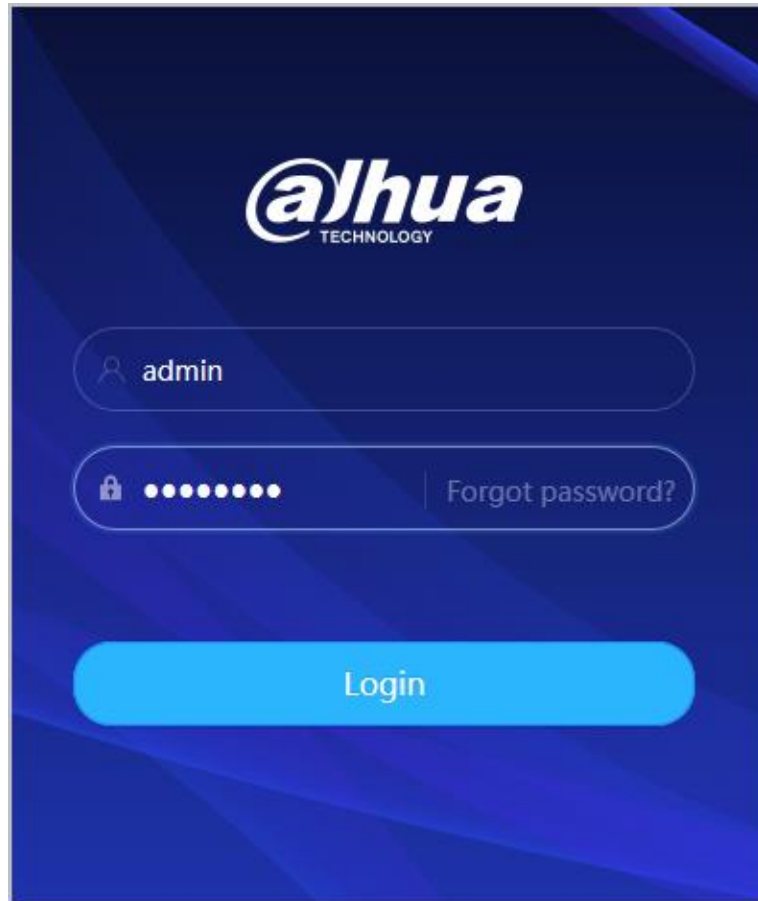 alhua
TECHNOLOGY
admin
••••••••
Forgot password?
Login